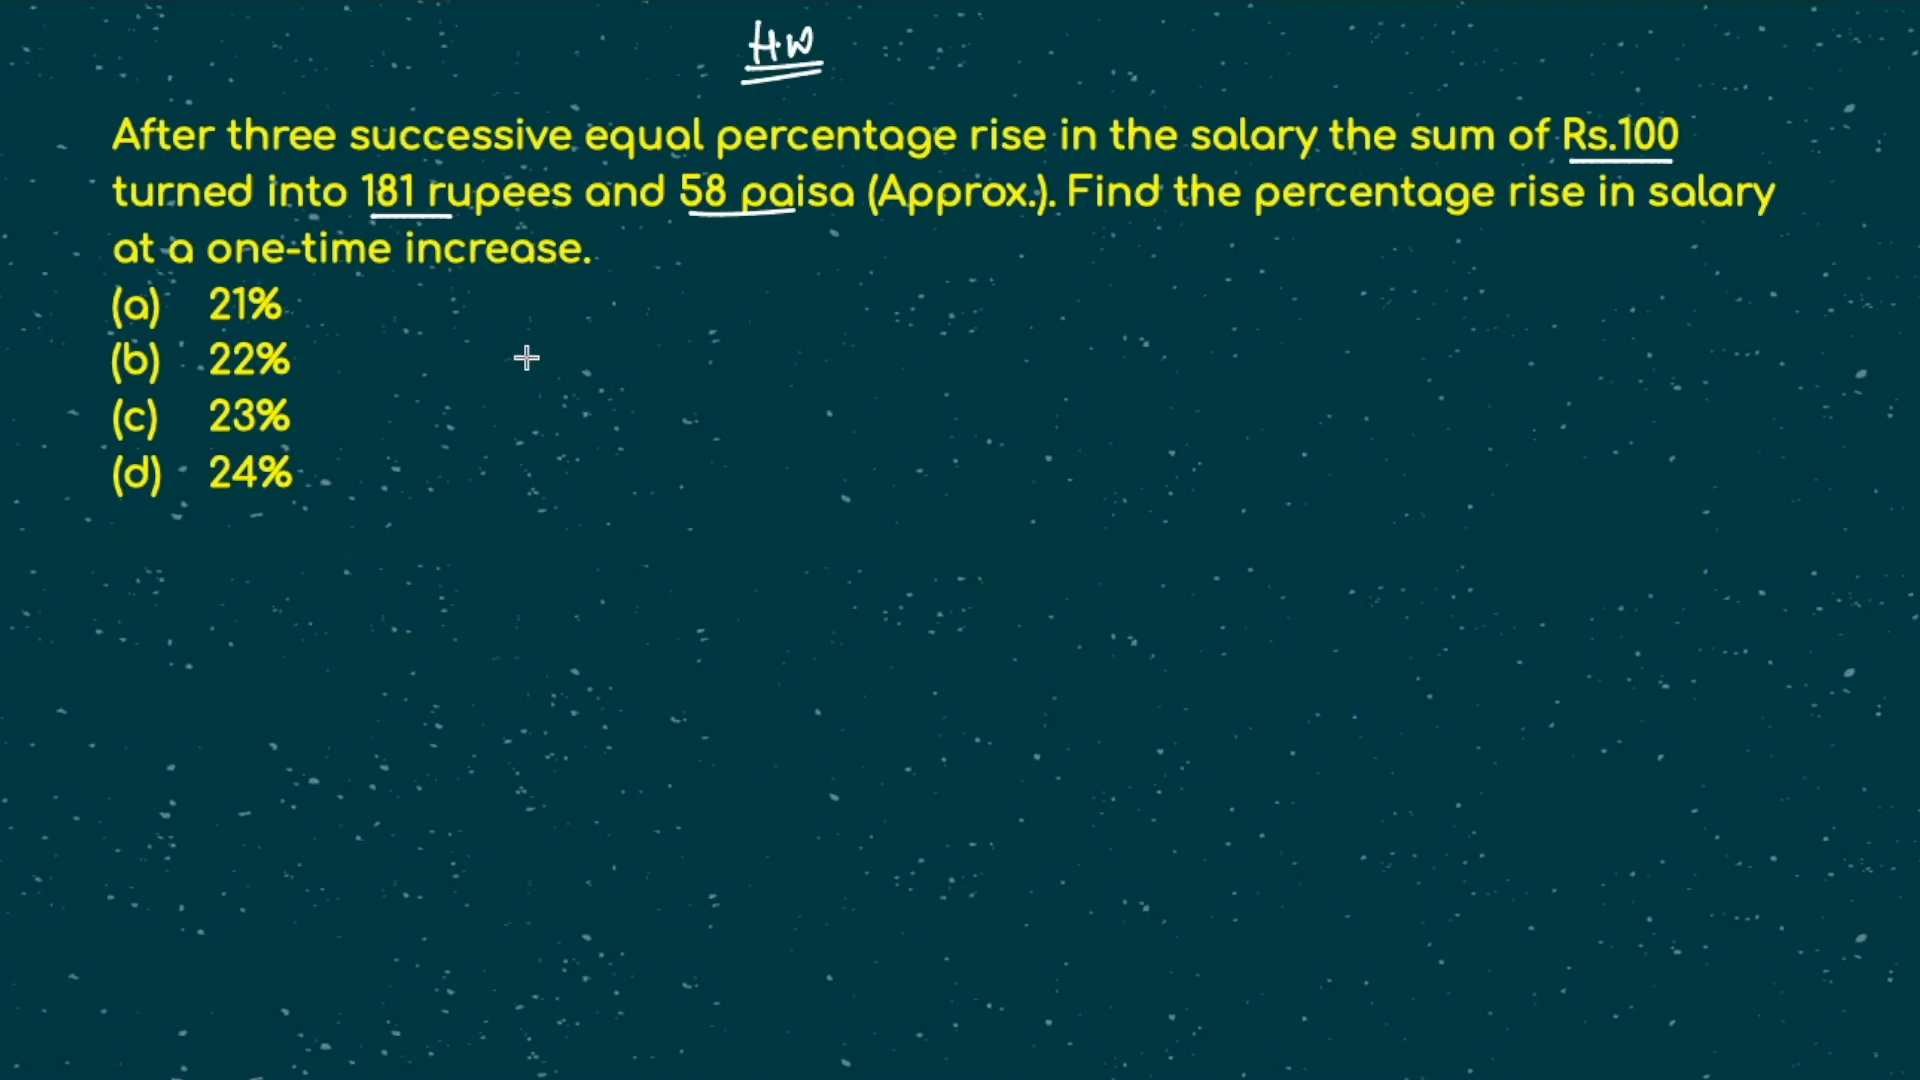 H.W
After three successive equal percentage rise in the salary the sum of Rs.100
turned into 181 rupees and 58 paisa (Approx.). Find the percentage rise in salary
at a one-time increase.
(a) 21%
(b) 22%
(c) 23%
(d) 24%